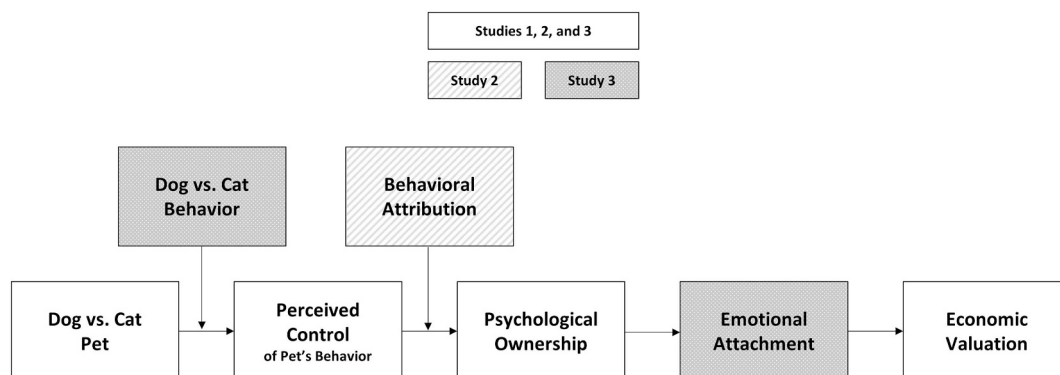 Studies 1, 2, and 3
Study 2
Study 3
Dog vs. Cat
Behavior
Behavioral
Attribution
Dog vs. Cat
Pet
Perceived
Control
of Pet's Behavior
Psychological
Ownership
Emotional
Attachment
Economic
Valuation